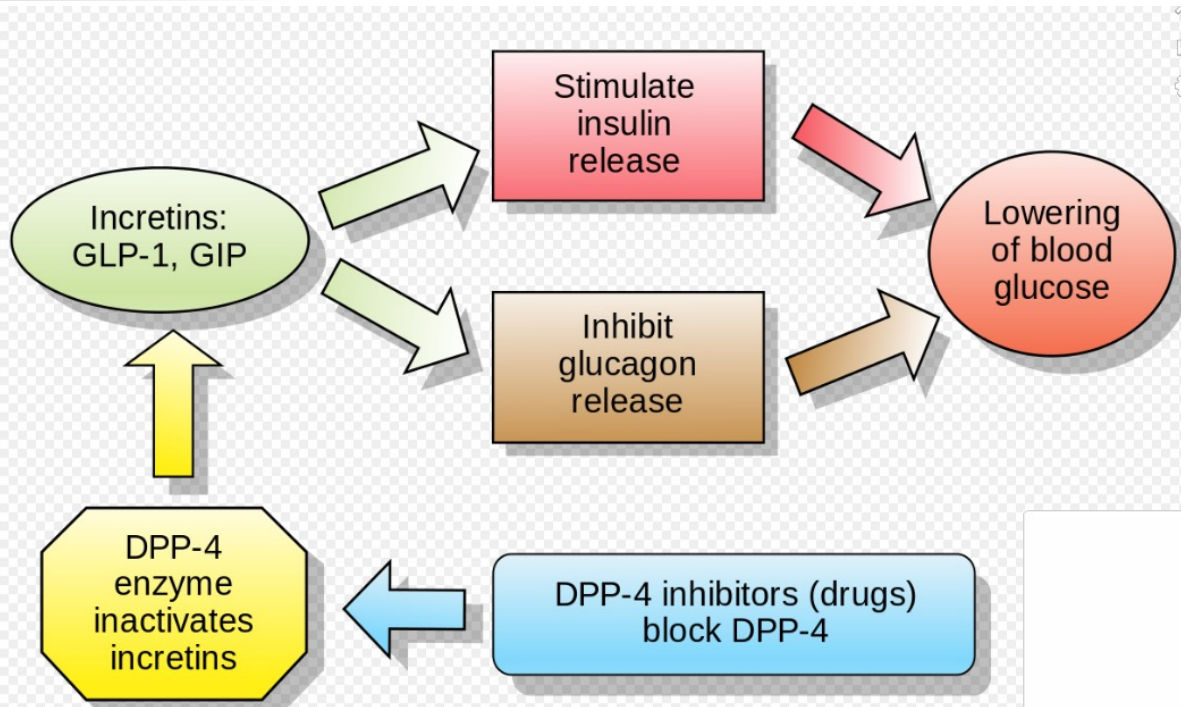 Stimulate
insulin
release
Incretins:
GLP-1, GIP
Lowering
of blood
glucose
Inhibit
glucagon
release
DPP-4
enzyme
inactivates
incretins
DPP-4 inhibitors (drugs)
block DPP-4